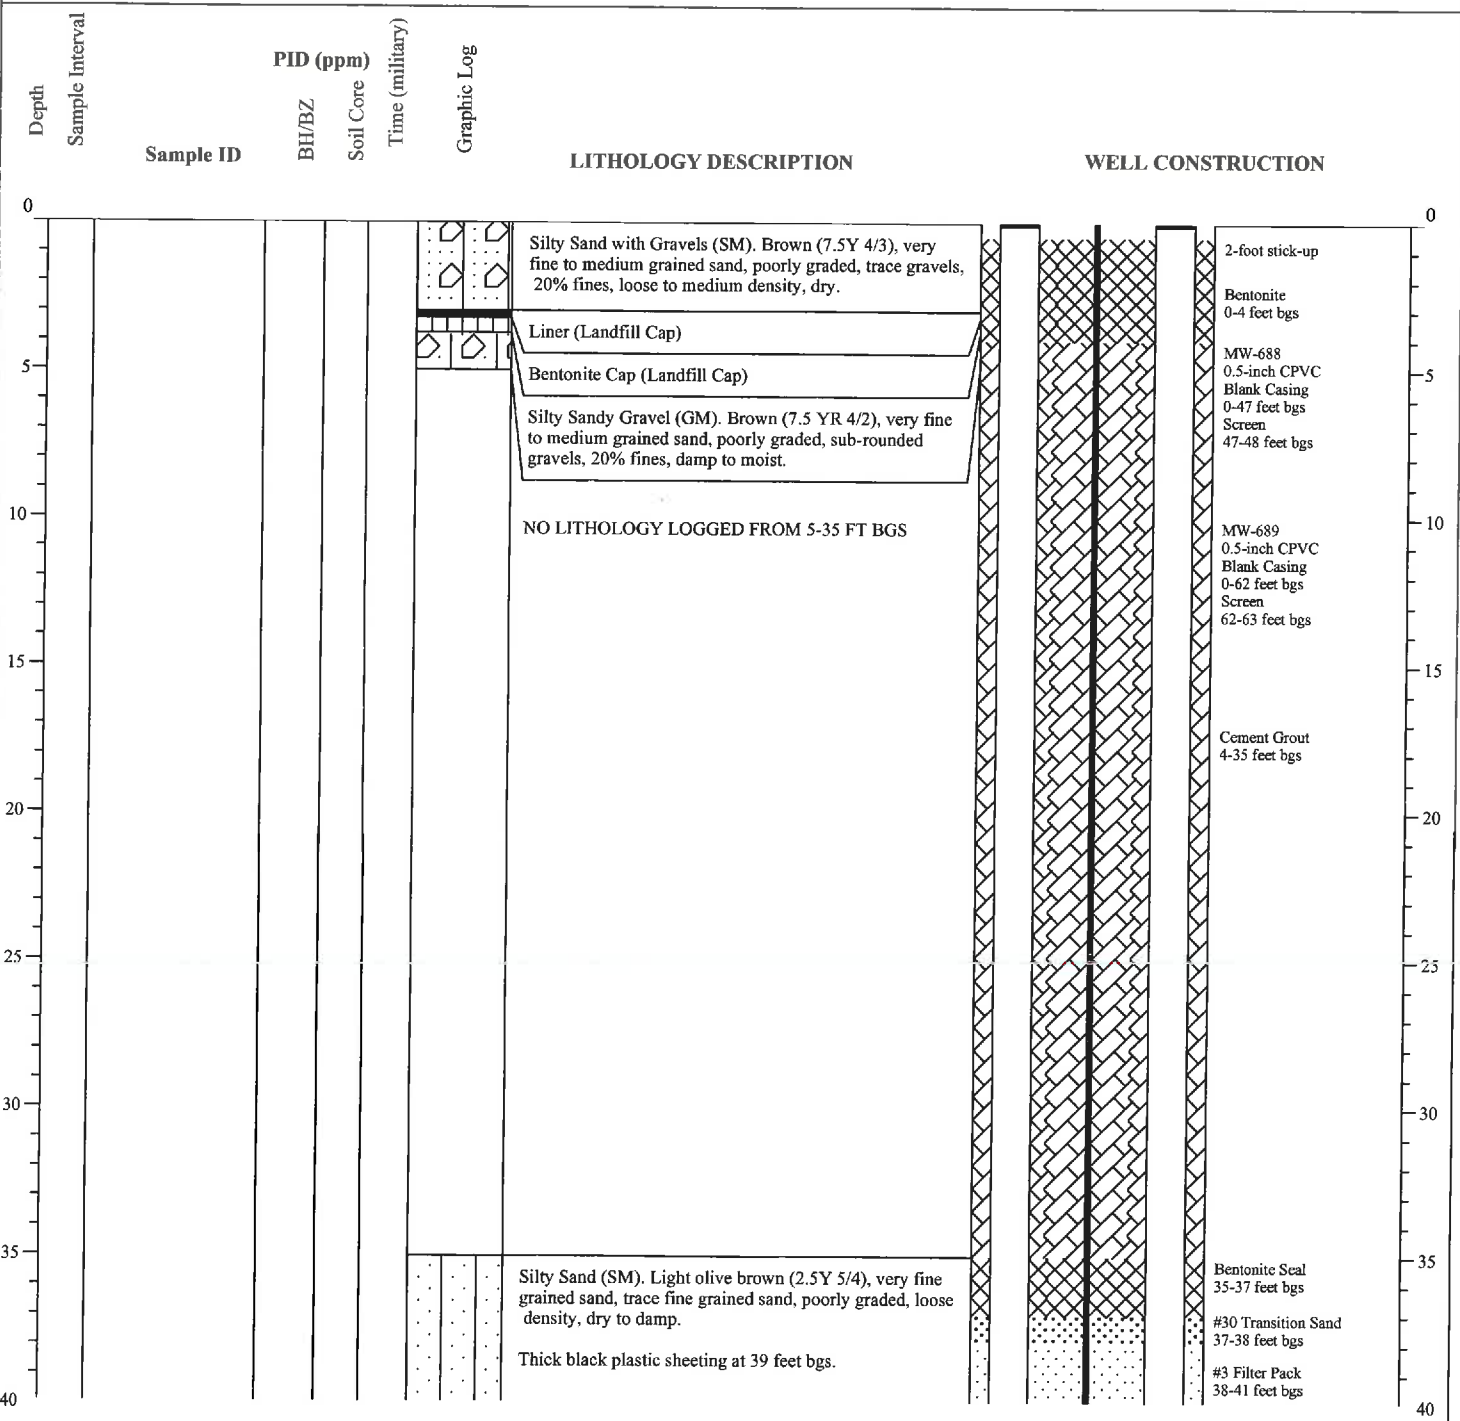 Depth
Sample Interval
Sample ID
PID (ppm)
BH/BZ
Soil Core
Time (military)
Graphic Log
LITHOLOGY DESCRIPTION
WELL CONSTRUCTION
0
5
10
15
20
25
30
35
40
Silty Sand with Gravels (SM). Brown (7.5Y 4/3), very
fine to medium grained sand, poorly graded, trace gravels,
20% fines, loose to medium density, dry.
Liner (Landfill Cap)
Bentonite Cap (Landfill Cap)
Silty Sandy Gravel (GM). Brown (7.5 YR 4/2), very fine
to medium grained sand, poorly graded, sub-rounded
gravels, 20% fines, damp to moist.
NO LITHOLOGY LOGGED FROM 5-35 FT BGS
Silty Sand (SM). Light olive brown (2.5Y 5/4), very fine
grained sand, trace fine grained sand, poorly graded, loose
density, dry to damp.
Thick black plastic sheeting at 39 feet bgs.
2-foot stick-up
Bentonite
0-4 feet bgs
MW-688
0.5-inch CPVC
Blank Casing
0-47 feet bgs
Screen
47-48 feet bgs
MW-689
0.5-inch CPVC
Blank Casing
0-62 feet bgs
Screen
62-63 feet bgs
Cement Grout
4-35 feet bgs
Bentonite Seal
35-37 feet bgs
#30 Transition Sand
37-38 feet bgs
#3 Filter Pack
38-41 feet bgs
0
5
10
15
20
25
30
35
40